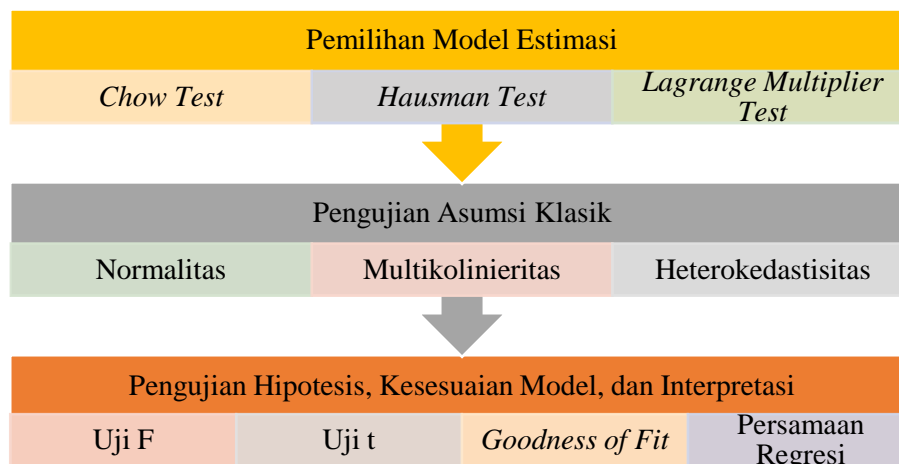 Pemilihan Model Estimasi
Chow Test
Hausman Test
Lagrange Multiplier
Test
Pengujian Asumsi Klasik
Normalitas
Multikolinieritas
Heterokedastisitas
Pengujian Hipotesis, Kesesuaian Model, dan Interpretasi
Uji F
Uji t
Goodness of Fit
Persamaan
Regresi